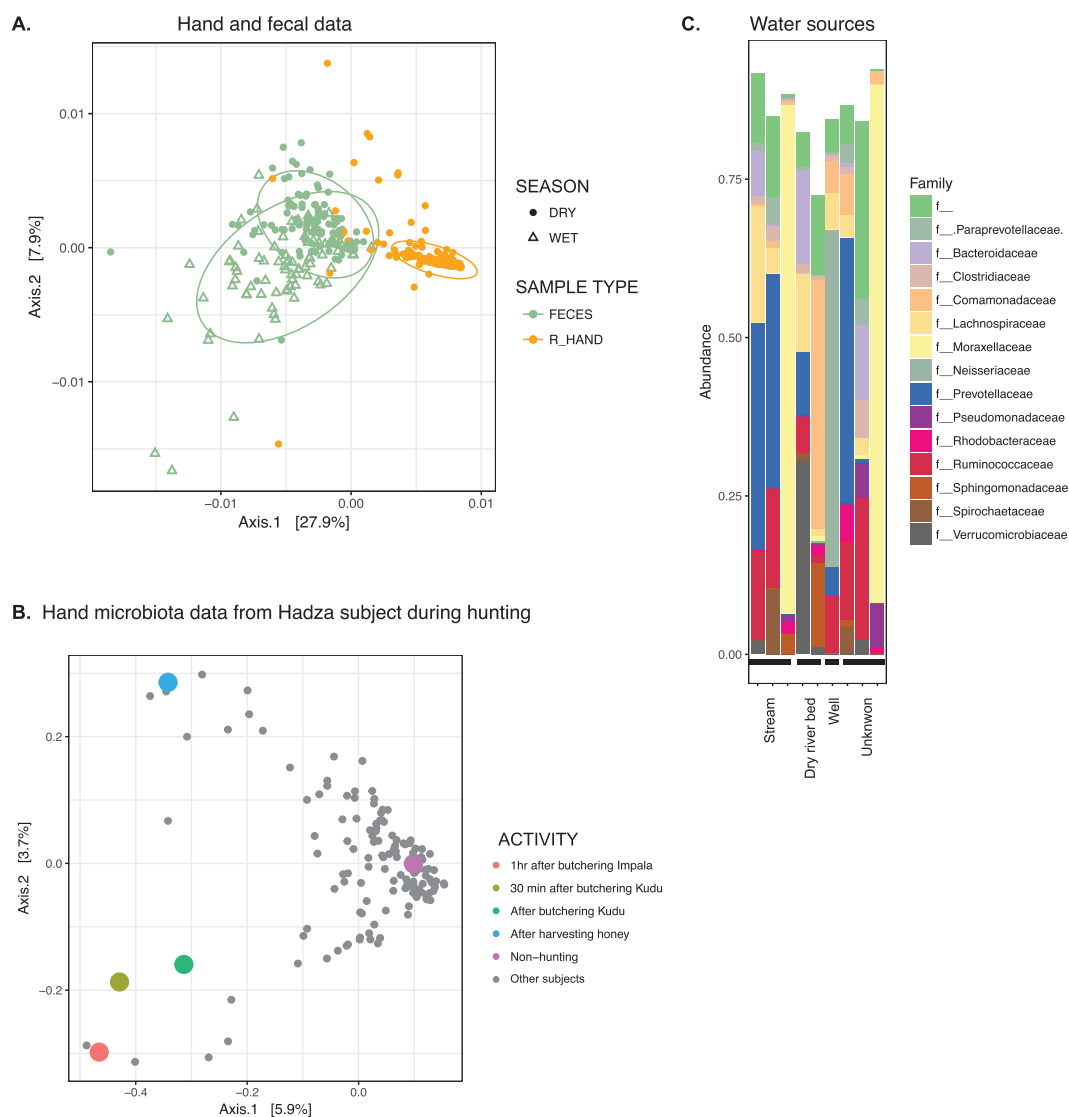 A. Hand and fecal data
0.01
0.00
−0.01
Axis.2 [7.9%]
−0.01 0.00 0.01
Axis.1 [27.9%]
SEASON
DRY
WET
SAMPLE TYPE
FECES
R_HAND
C. Water sources
0.75
0.50
0.25
0.00
Abundance
Stream
Dry river bed
Well
Unknwon
Family
f__
f__.Paraprevotellaceae.
f__Bacteroidaceae
f__Clostridiaceae
f__Comamonadaceae
f__Lachnospiraceae
f__Moraxellaceae
f__Neisseriaceae
f__Prevotellaceae
f__Pseudomonadaceae
f__Rhodobacteraceae
f__Ruminococcaceae
f__Sphingomonadaceae
f__Spirochaetaceae
f__Verrucomicrobiaceae
B. Hand microbiota data from Hadza subject during hunting
0.2
0.0
−0.2
Axis.2 [3.7%]
−0.4 −0.2 0.0
Axis.1 [5.9%]
ACTIVITY
1hr after butchering Impala
30 min after butchering Kudu
After butchering Kudu
After harvesting honey
Non−hunting
Other subjects